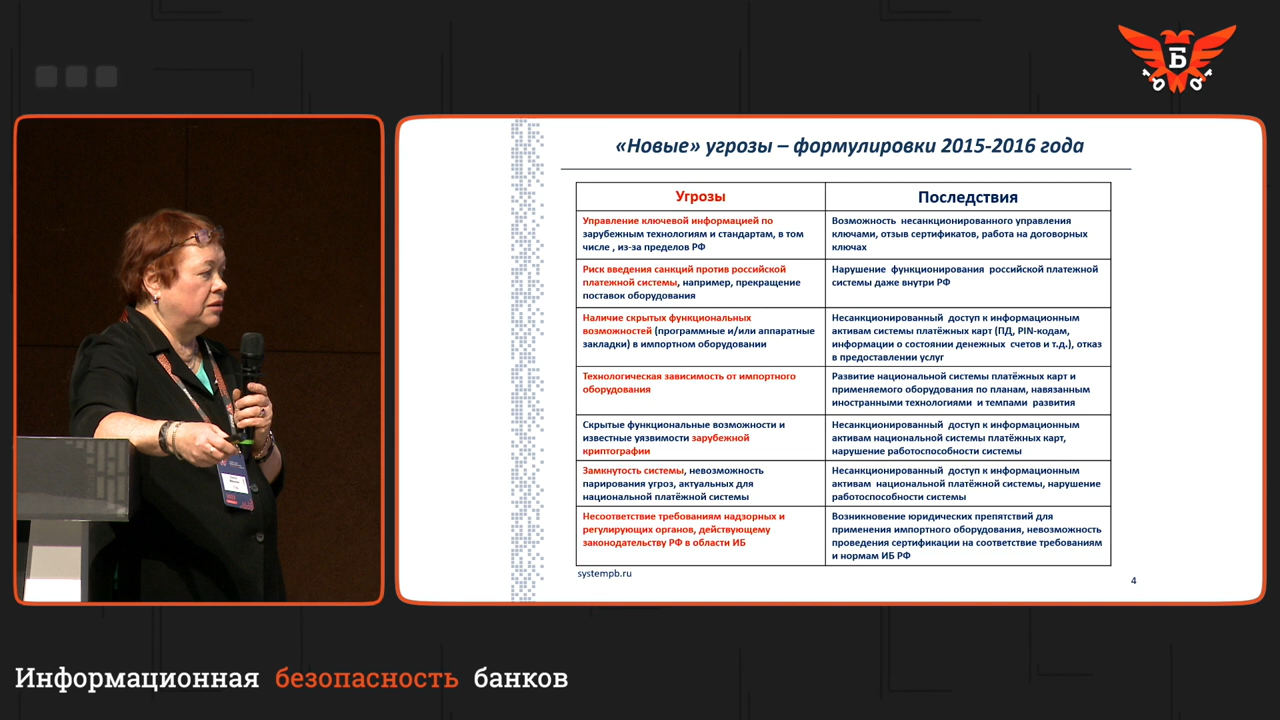 Б
«Новые» угрозы – формулировки 2015-2016 года
Угрозы
Последствия
Управление ключевой информацией по
зарубежным технологиям и стандартам, в том
числе , из-за пределов РФ
Возможность несанкционированного управления
ключами, отзыв сертификатов, работа на договорных
ключах
Риск введения санкций против российской
платежной системы, например, прекращение
поставок оборудования
Нарушение функционирования российской платежной
системы даже внутри РФ
Наличие скрытых функциональных
возможностей (программные и/или аппаратные
закладки) в импортном оборудовании
Несанкционированный доступ к информационным
активам системы платёжных карт (ПД, PIN-кодам,
информации о состоянии денежных счетов и т.д.), отказ
в предоставлении услуг
Технологическая зависимость от импортного
оборудования
Развитие национальной системы платёжных карт и
применяемого оборудования по планам, навязанным
иностранными технологиями и темпами развития
Скрытые функциональные возможности и
известные уязвимости зарубежной
криптографии
Несанкционированный доступ к информационным
активам национальной системы платёжных карт,
нарушение работоспособности системы
Замкнутость системы, невозможность
парирования угроз, актуальных для
национальной платёжной системы
Несанкционированный доступ к информационным
активам национальной платёжной системы, нарушение
работоспособности системы
Несоответствие требованиям надзорных и
регулирующих органов, действующему
законодательству РФ в области ИБ
Возникновение юридических препятствий для
применения импортного оборудования, невозможность
проведения сертификации на соответствие требованиям
и нормам ИБ РФ
systempb.ru
4
Информационная безопасность банков